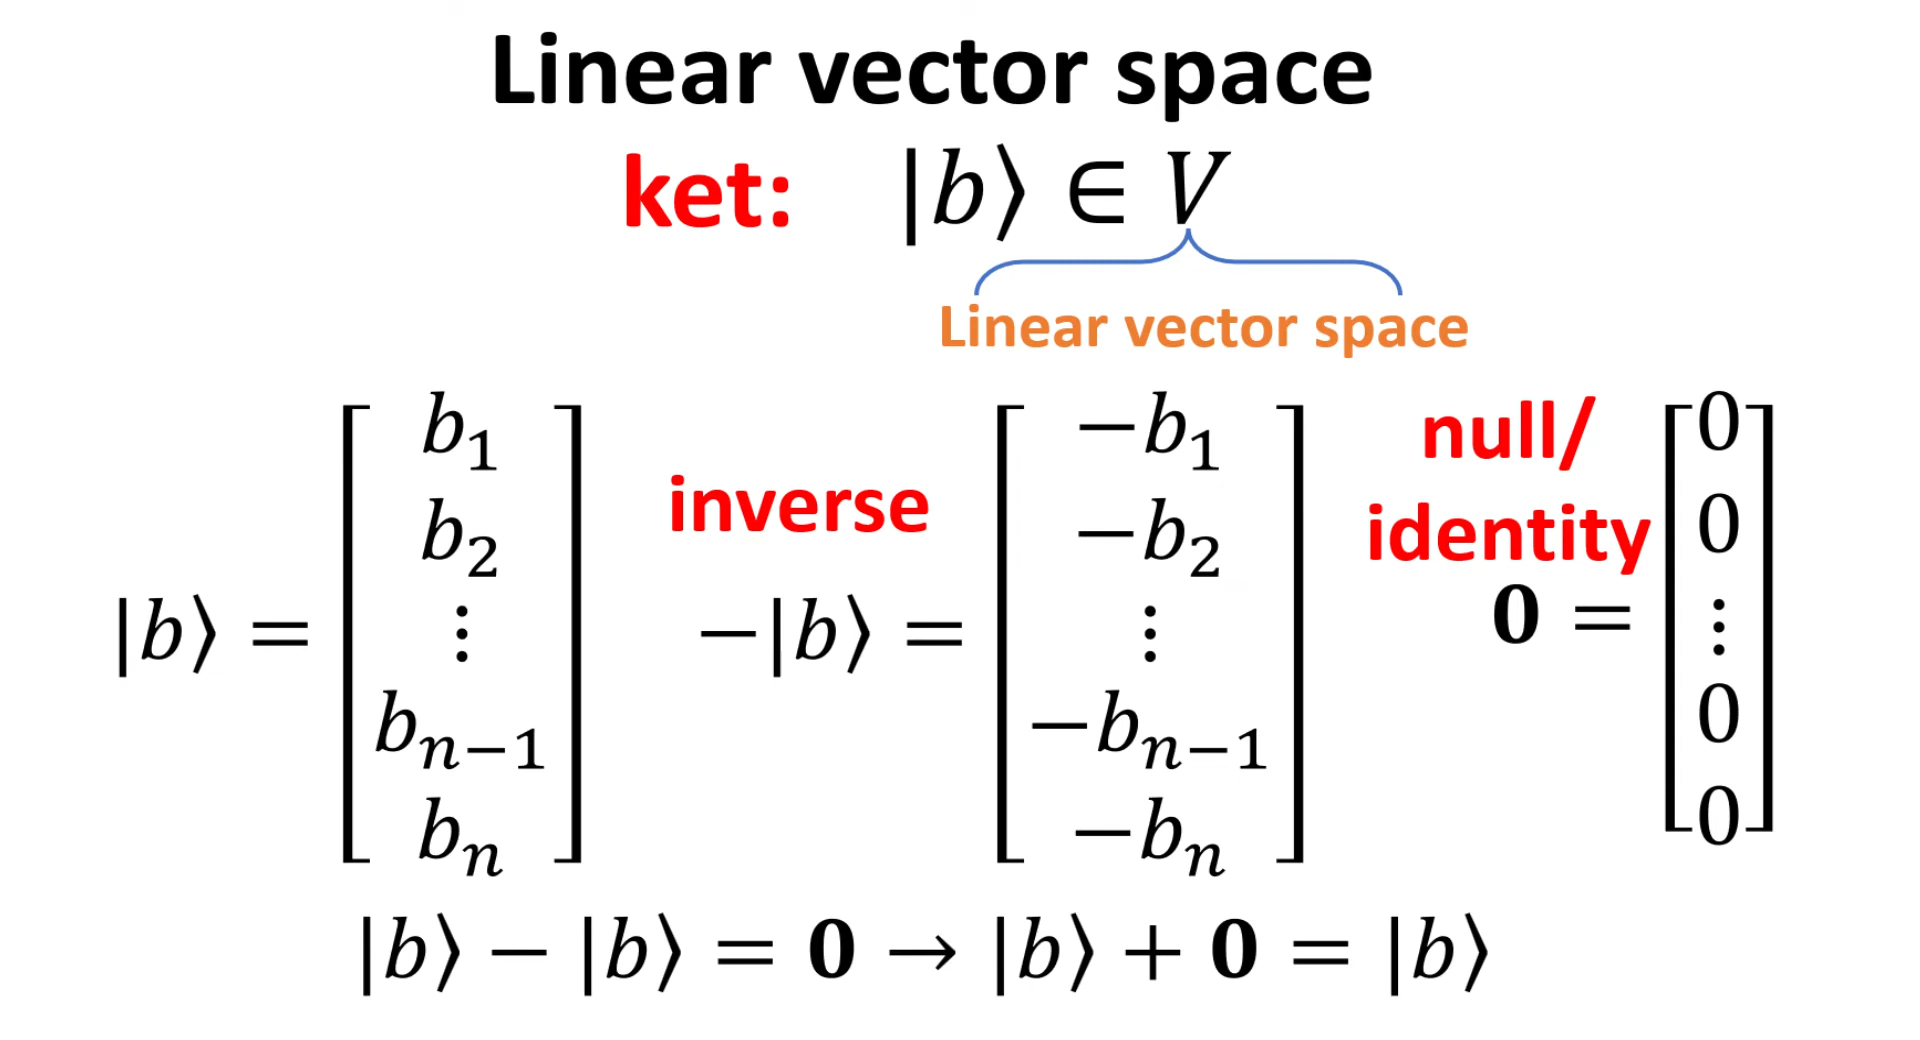 Linear vector space
ket: |b⟩ ∈ V
Linear vector space
|b⟩ = [b₁ b₂ ⋮ bₙ₋₁ bₙ]
inverse
−|b⟩ = [−b₁ −b₂ ⋮ −bₙ₋₁ −bₙ]
null/
identity
𝟎 = [0 0 ⋮ 0 0]
|b⟩ − |b⟩ = 𝟎 → |b⟩ + 𝟎 = |b⟩